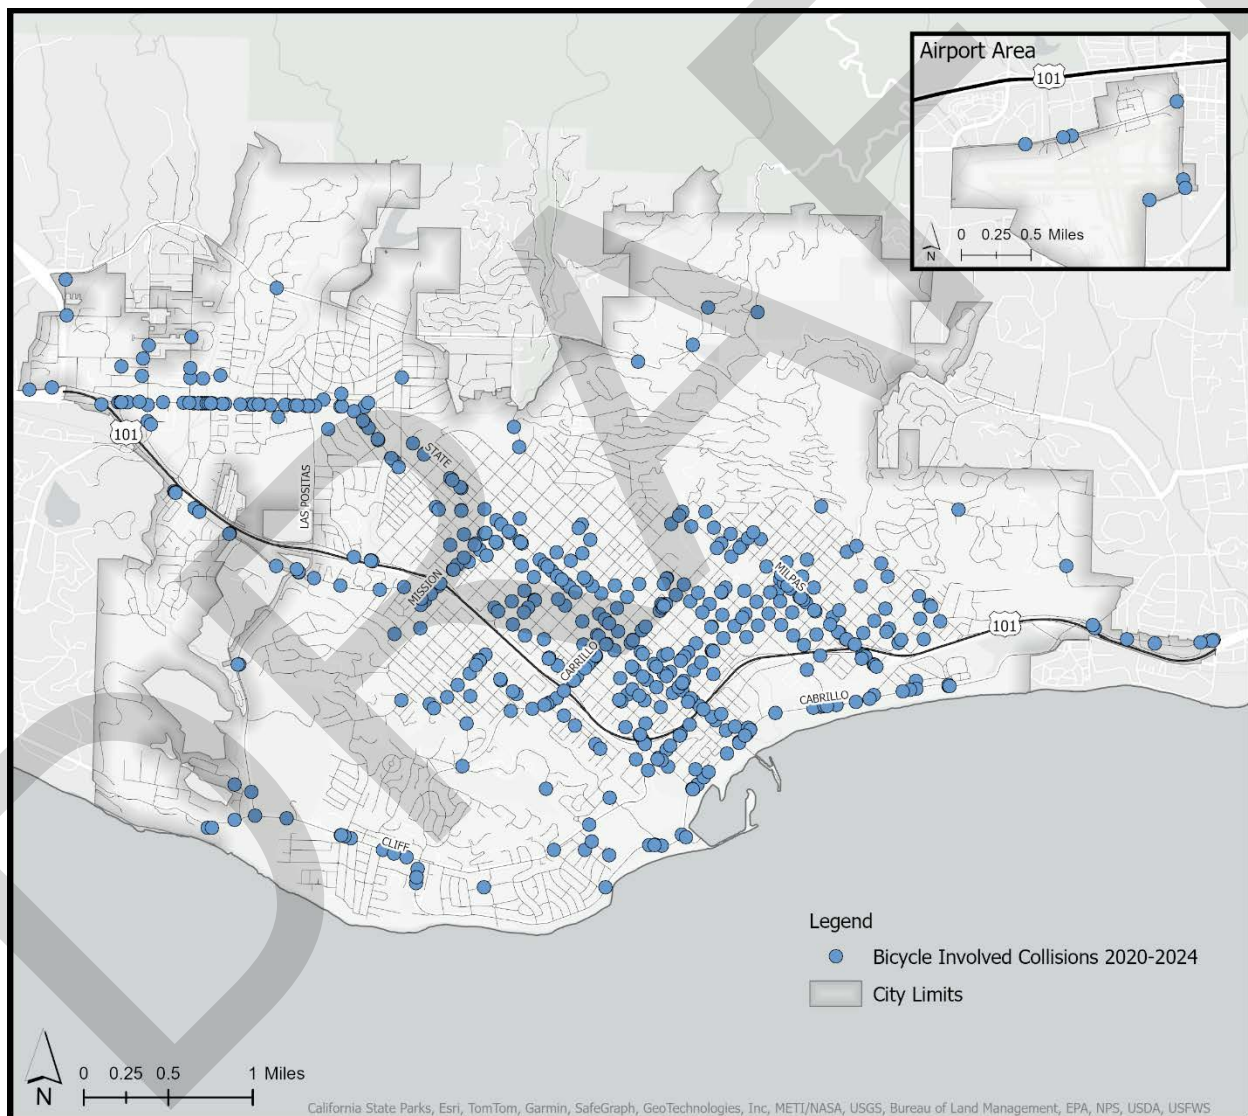 Airport Area
101
N
0 0.25 0.5 Miles
DRAFT
101
STATE
LAS POSITAS
MISSION
MILPAS
101
CARRILLO
CABRILLO
CLIFF
Legend
Bicycle Involved Collisions 2020-2024
City Limits
N
0 0.25 0.5 1 Miles
California State Parks, Esri, TomTom, Garmin, SafeGraph, GeoTechnologies, Inc, METI/NASA, USGS, Bureau of Land Management, EPA, NPS, USDA, USFWS